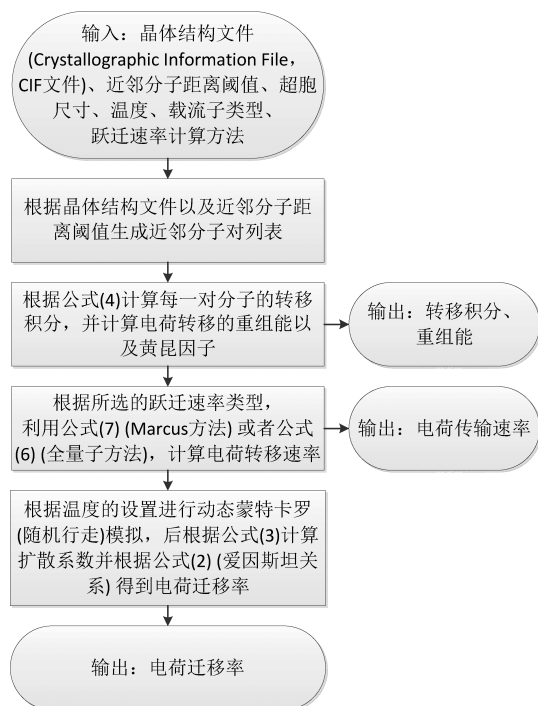 输入：晶体结构文件
(Crystallographic Information File，
CIF文件)、近邻分子距离阈值、超胞
尺寸、温度、载流子类型、
跃迁速率计算方法
根据晶体结构文件以及近邻分子距
离阈值生成近邻分子对列表
根据公式(4)计算每一对分子的转移
积分，并计算电荷转移的重组能以
及黄昆因子
输出：转移积分、
重组能
根据所选的跃迁速率类型，
利用公式(7) (Marcus方法) 或者公式
(6) (全量子方法)，计算电荷转移速率
输出：电荷传输速率
根据温度的设置进行动态蒙特卡罗
(随机行走)模拟，后根据公式(3)计算
扩散系数并根据公式(2) (爱因斯坦关
系) 得到电荷迁移率
输出：电荷迁移率